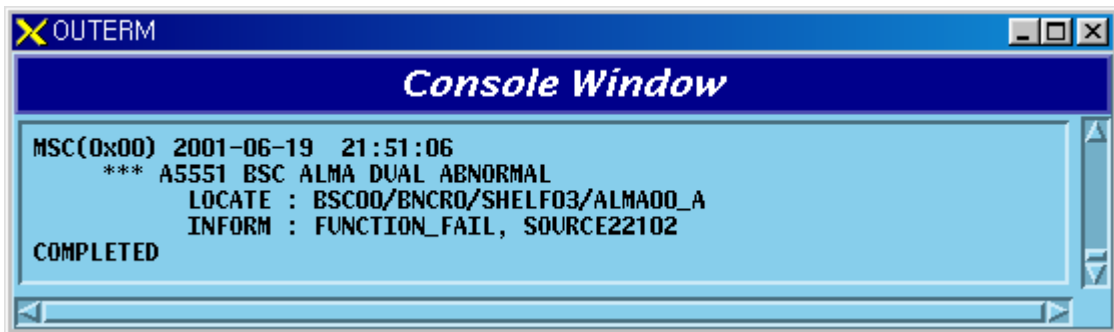 OUTERM
Console Window
MSC(0x00) 2001-06-19 21:51:06
*** A5551 BSC ALMA DUAL ABNORMAL
LOCATE : BSC00/BNCR0/SHELF03/ALMA00_A
INFORM : FUNCTION_FAIL, SOURCE22102
COMPLETED